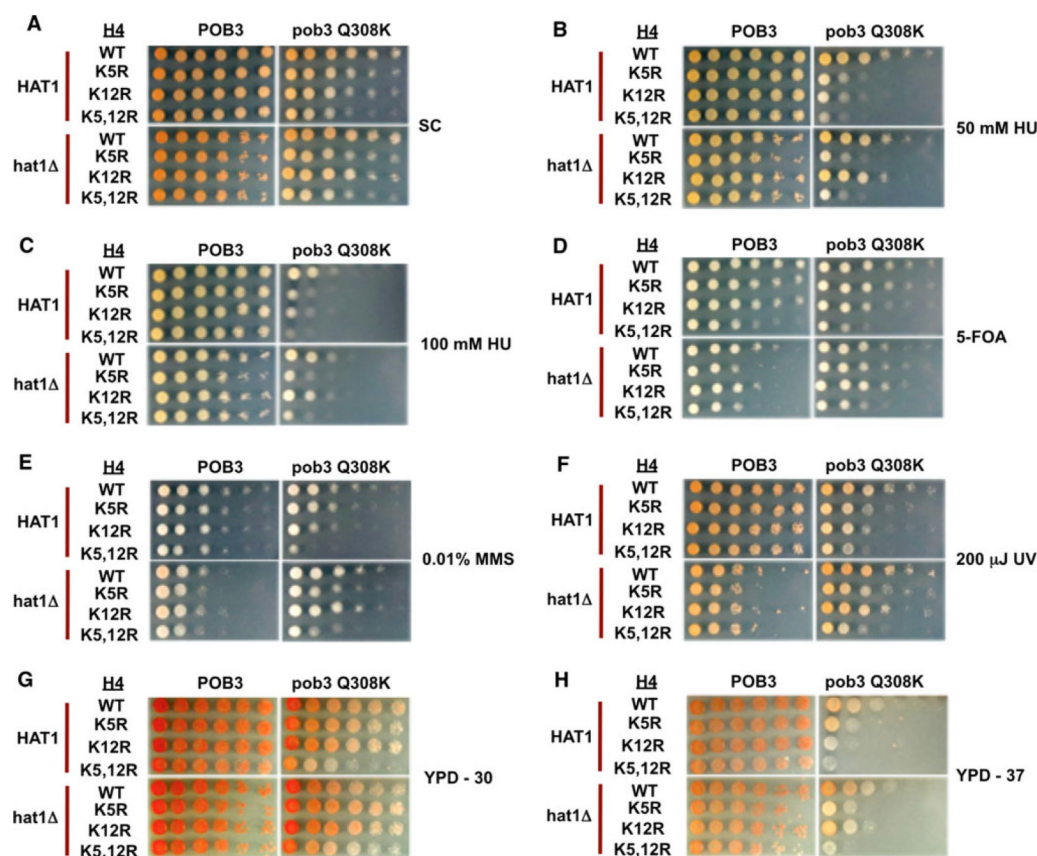 A H4 POB3 pob3 Q308K
WT
K5R
HAT1
K12R
K5,12R
SC
WT
K5R
hat1Δ
K12R
K5,12R
B H4 POB3 pob3 Q308K
WT
K5R
HAT1
K12R
K5,12R
50 mM HU
WT
K5R
hat1Δ
K12R
K5,12R
C H4 POB3 pob3 Q308K
WT
K5R
HAT1
K12R
K5,12R
100 mM HU
WT
K5R
hat1Δ
K12R
K5,12R
D H4 POB3 pob3 Q308K
WT
K5R
HAT1
K12R
K5,12R
5-FOA
WT
K5R
hat1Δ
K12R
K5,12R
E H4 POB3 pob3 Q308K
WT
K5R
HAT1
K12R
K5,12R
0.01% MMS
WT
K5R
hat1Δ
K12R
K5,12R
F H4 POB3 pob3 Q308K
WT
K5R
HAT1
K12R
K5,12R
200 μJ UV
WT
K5R
hat1Δ
K12R
K5,12R
G H4 POB3 pob3 Q308K
WT
K5R
HAT1
K12R
K5,12R
YPD - 30
WT
K5R
hat1Δ
K12R
K5,12R
H H4 POB3 pob3 Q308K
WT
K5R
HAT1
K12R
K5,12R
YPD - 37
WT
K5R
hat1Δ
K12R
K5,12R